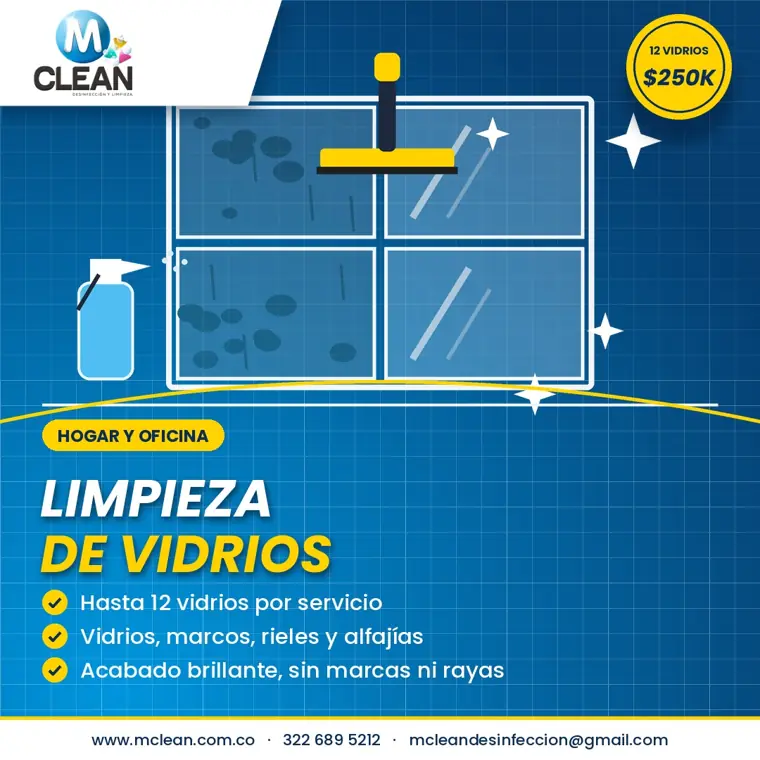 M
CLEAN
DESINFECCIÓN Y LIMPIEZA
12 VIDRIOS
$250K
HOGAR Y OFICINA
LIMPIEZA
DE VIDRIOS
Hasta 12 vidrios por servicio
Vidrios, marcos, rieles y alfajías
Acabado brillante, sin marcas ni rayas
www.mclean.com.co · 322 689 5212 · mcleandesinfeccion@gmail.com